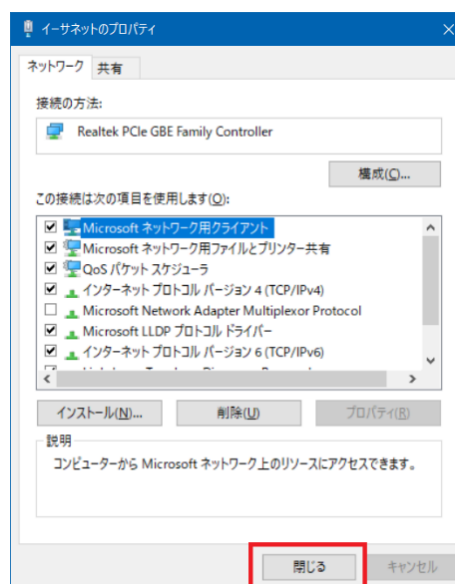 イーサネットのプロパティ
ネットワーク 共有
接続の方法:
Realtek PCIe GBE Family Controller
構成(C)...
この接続は次の項目を使用します(O):
Microsoft ネットワーク用クライアント
Microsoft ネットワーク用ファイルとプリンター共有
QoS パケット スケジューラ
インターネット プロトコル バージョン 4 (TCP/IPv4)
Microsoft Network Adapter Multiplexor Protocol
Microsoft LLDP プロトコル ドライバー
インターネット プロトコル バージョン 6 (TCP/IPv6)
インストール(N)... 削除(U) プロパティ(R)
説明
コンピューターから Microsoft ネットワーク上のリソースにアクセスできます。
閉じる キャンセル